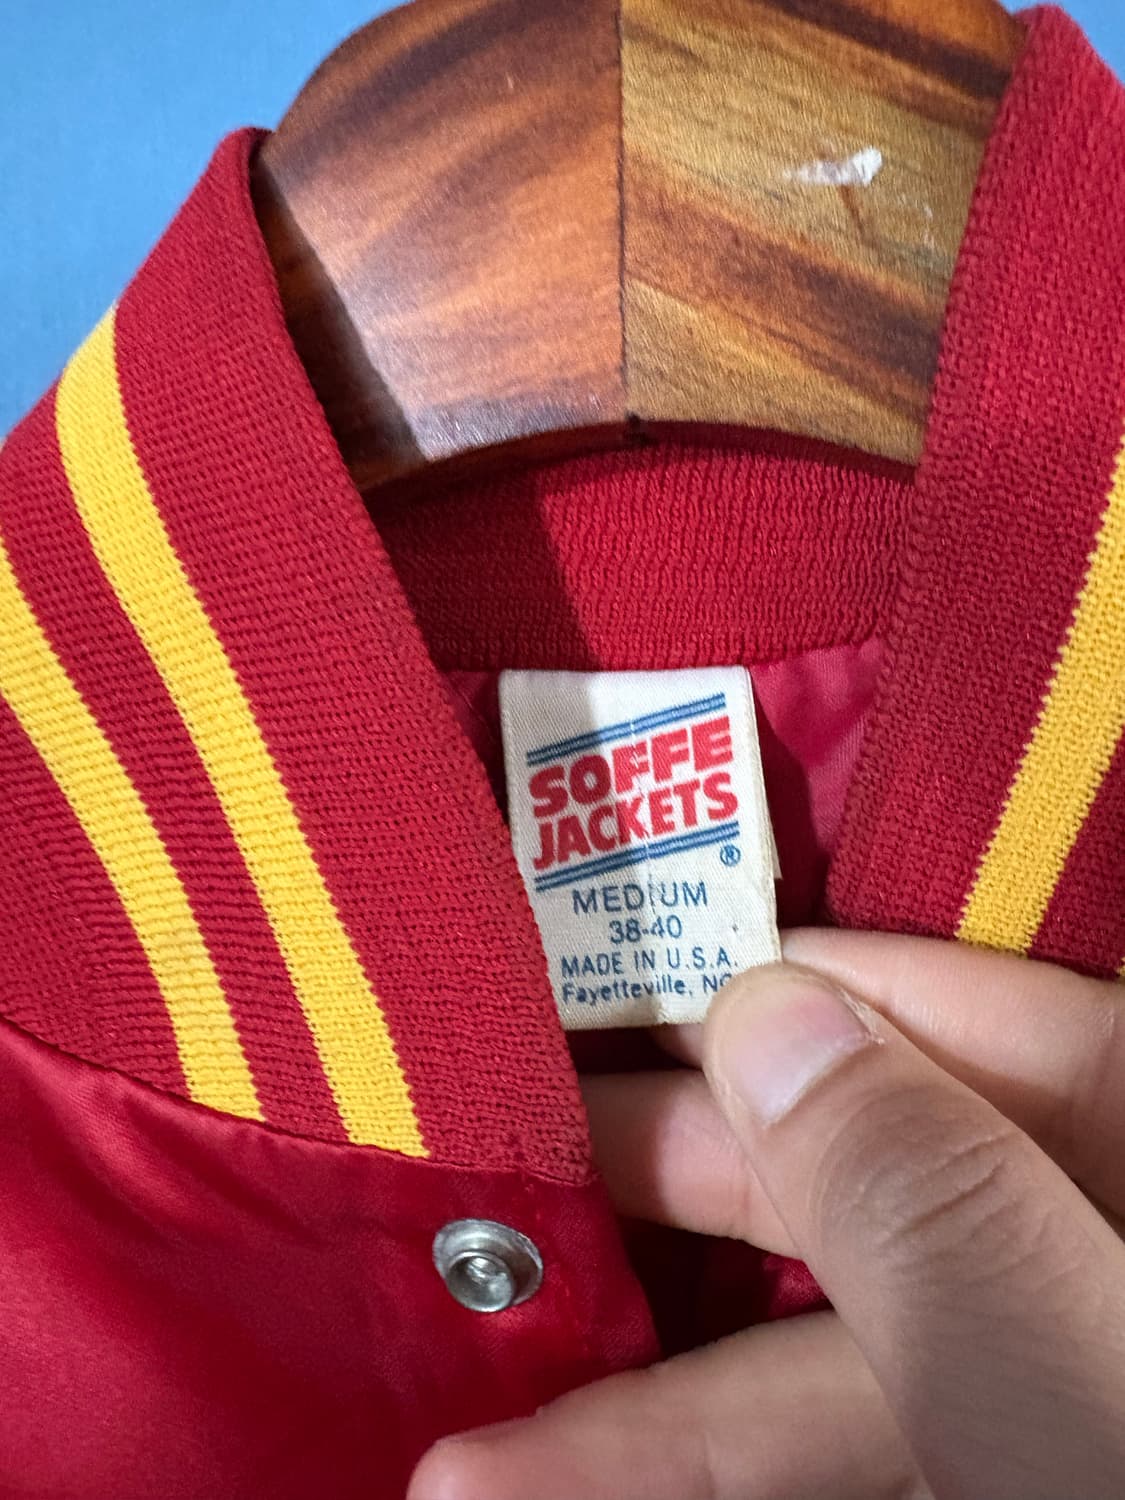 SOFFE
JACKETS
®
MEDIUM
38-40
MADE IN U.S.A.
Fayetteville, NC